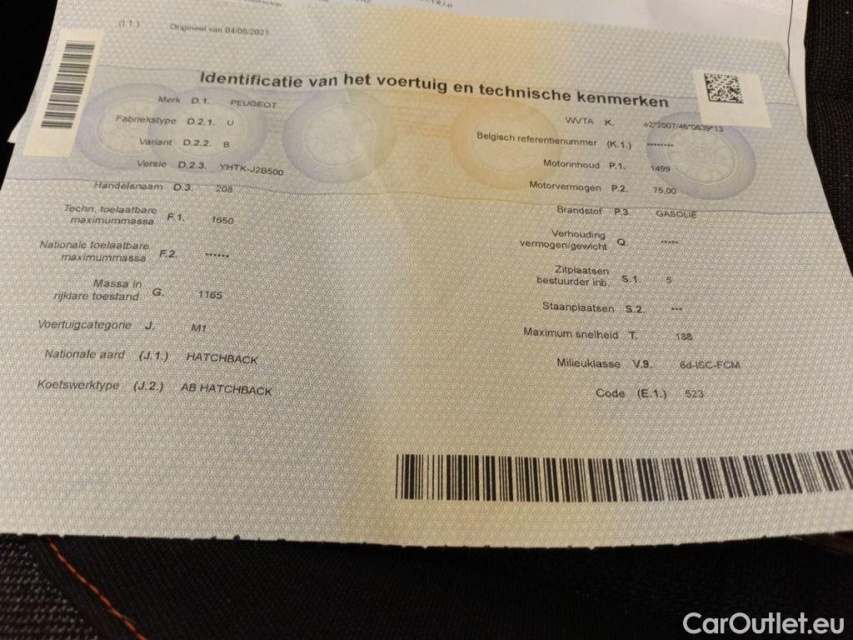 (1.1.) Origineel van 04/05/2021
Identificatie van het voertuig en technische kenmerken
Merk D.1. PEUGEOT
Fabriekstype D.2.1. U
Variant D.2.2. B
Versie D.2.3. YHTK-J2B500
Handelsnaam D.3. 208
Techn. toelaatbare
maximummassa F.1. 1650
Nationale toelaatbare
maximummassa F.2. ------
Massa in
rijklare toestand G. 1165
Voertuigcategorie J. M1
Nationale aard (J.1.) HATCHBACK
Koetswerktype (J.2.) AB HATCHBACK
WVTA K. e2*2007/46*0639*13
Belgisch referentienummer (K.1.) --------
Motorinhoud P.1. 1499
Motorvermogen P.2. 75,00
Brandstof P.3. GASOLIE
Verhouding
vermogen/gewicht Q. -----
Zitplaatsen
bestuurder inb. S.1. 5
Staanplaatsen S.2. ---
Maximum snelheid T. 188
Milieuklasse V.9. 6d-ISC-FCM
Code (E.1.) 523
CarOutlet.eu